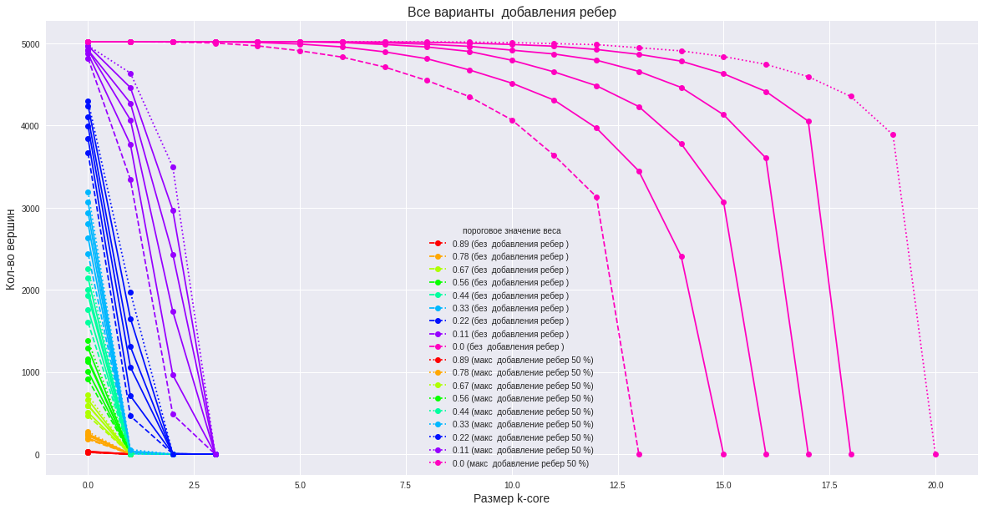 Все варианты  добавления ребер
Кол-во вершин
5000
4000
3000
2000
1000
0
пороговое значение веса
0.89 (без  добавления ребер )
0.78 (без  добавления ребер )
0.67 (без  добавления ребер )
0.56 (без  добавления ребер )
0.44 (без  добавления ребер )
0.33 (без  добавления ребер )
0.22 (без  добавления ребер )
0.11 (без  добавления ребер )
0.0 (без  добавления ребер )
0.89 (макс  добавление ребер 50 %)
0.78 (макс  добавление ребер 50 %)
0.67 (макс  добавление ребер 50 %)
0.56 (макс  добавление ребер 50 %)
0.44 (макс  добавление ребер 50 %)
0.33 (макс  добавление ребер 50 %)
0.22 (макс  добавление ребер 50 %)
0.11 (макс  добавление ребер 50 %)
0.0 (макс  добавление ребер 50 %)
0.0 2.5 5.0 7.5 10.0 12.5 15.0 17.5 20.0
Размер k-core